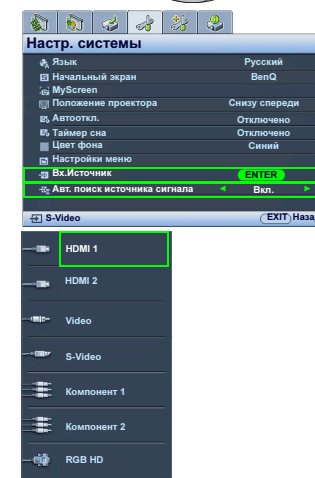 Настр. системы
Язык Русский
Начальный экран BenQ
MyScreen
Положение проектора Снизу спереди
Автооткл. Отключено
Таймер сна Отключено
Цвет фона Синий
Настройки меню
Вх.Источник ENTER
Авт. поиск источника сигнала Вкл.
S-Video EXIT Наза
HDMI 1
HDMI 2
Video
S-Video
Компонент 1
Компонент 2
RGB HD